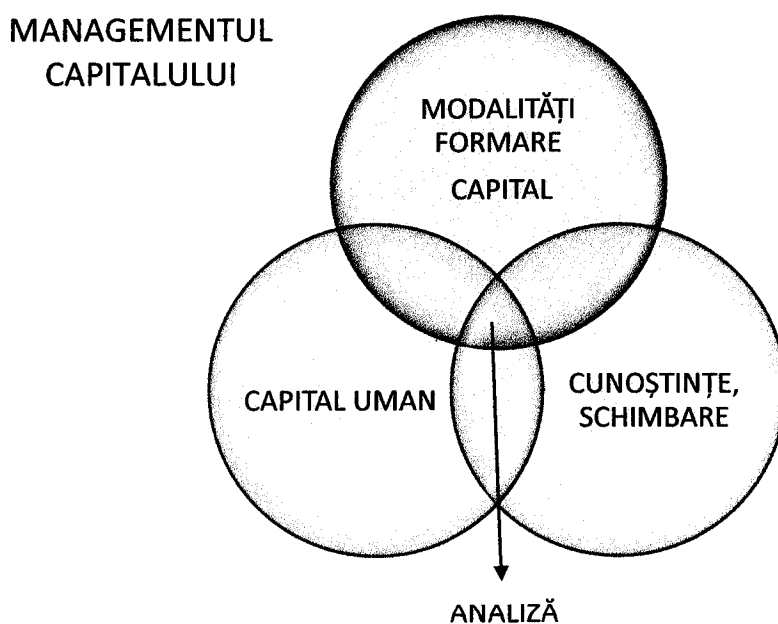 MANAGEMENTUL
CAPITALULUI
MODALITĂȚI
FORMARE
CAPITAL
CAPITAL UMAN
CUNOȘTINȚE,
SCHIMBARE
ANALIZĂ